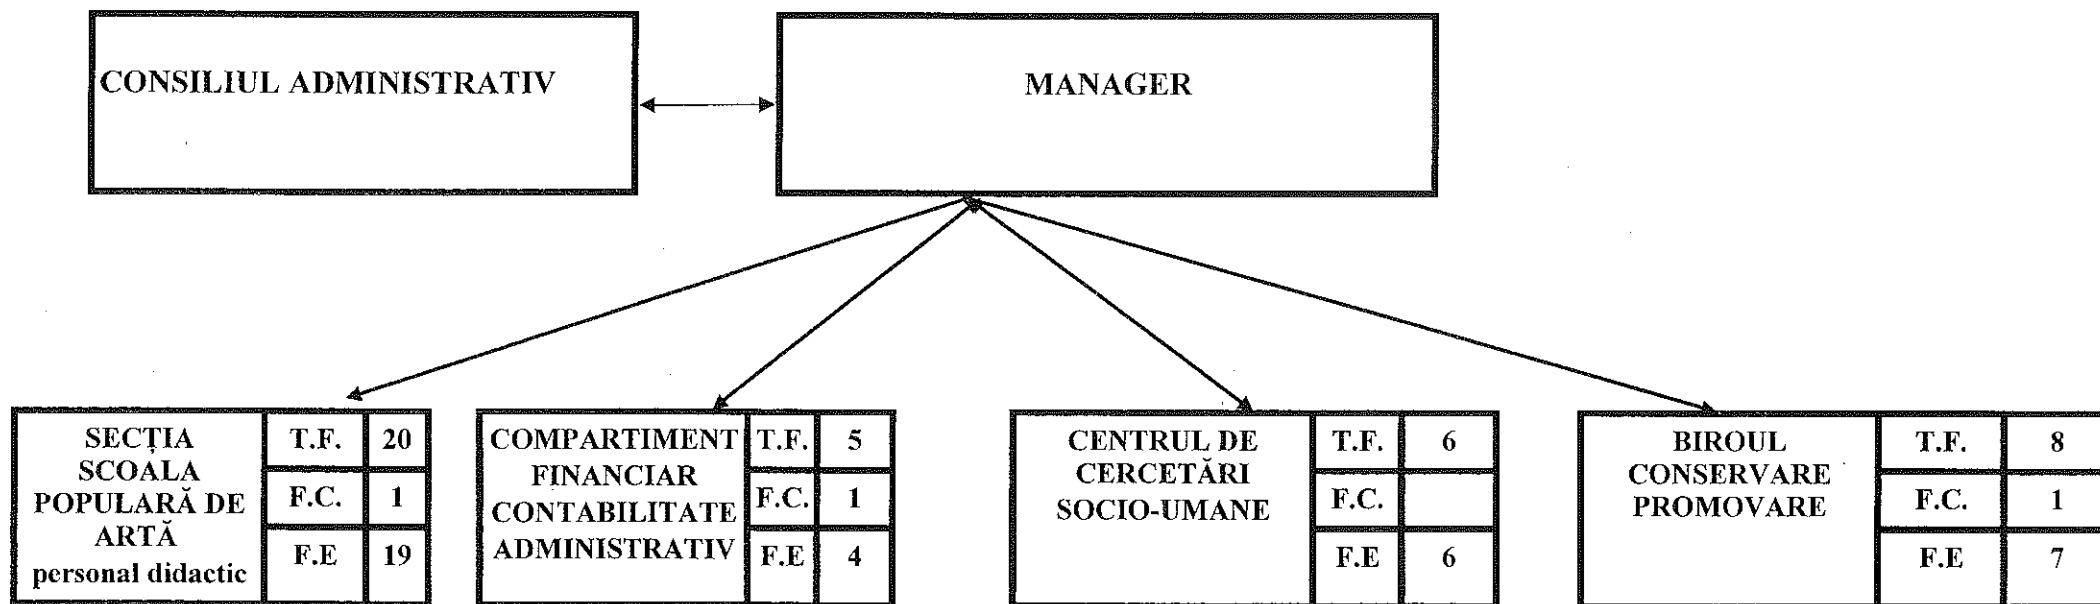 CONSILIUL ADMINISTRATIV
MANAGER
SECȚIA
SCOALA
POPULARĂ DE
ARTĂ
personal didactic
T.F. 20
F.C. 1
F.E 19
COMPARTIMENT
FINANCIAR
CONTABILITATE
ADMINISTRATIV
T.F. 5
F.C. 1
F.E 4
CENTRUL DE
CERCETĂRI
SOCIO-UMANE
T.F. 6
F.C.
F.E 6
BIROUL
CONSERVARE
PROMOVARE
T.F. 8
F.C. 1
F.E 7